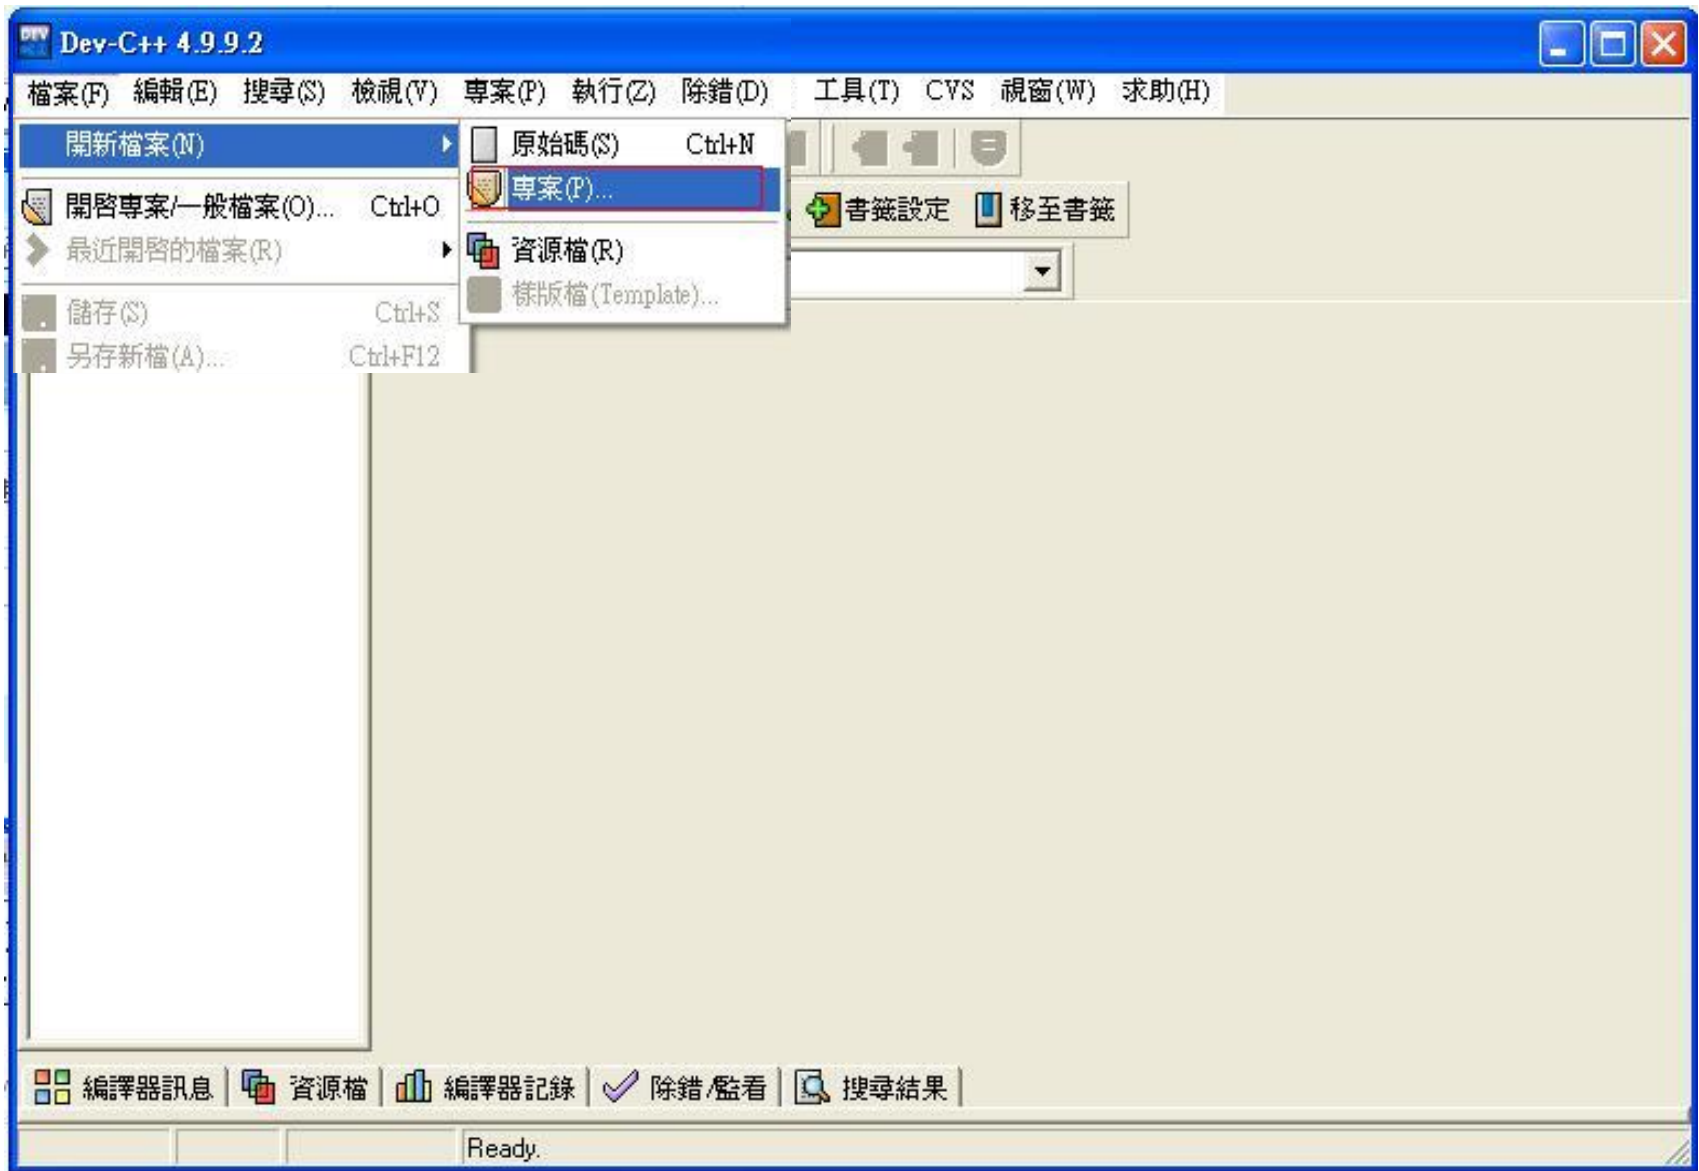 Dev-C++ 4.9.9.2
檔案(F) 編輯(E) 搜尋(S) 檢視(V) 專案(P) 執行(Z) 除錯(D) 工具(T) CVS 視窗(W) 求助(H)
開新檔案(N)
開啓專案/一般檔案(O)... Ctrl+O
最近開啓的檔案(R)
儲存(S) Ctrl+S
另存新檔(A)... Ctrl+F12
原始碼(S) Ctrl+N
專案(P)...
資源檔(R)
樣版檔(Template)...
書籤設定 移至書籤
編譯器訊息 資源檔 編譯器記錄 除錯/監看 搜尋結果
Ready.